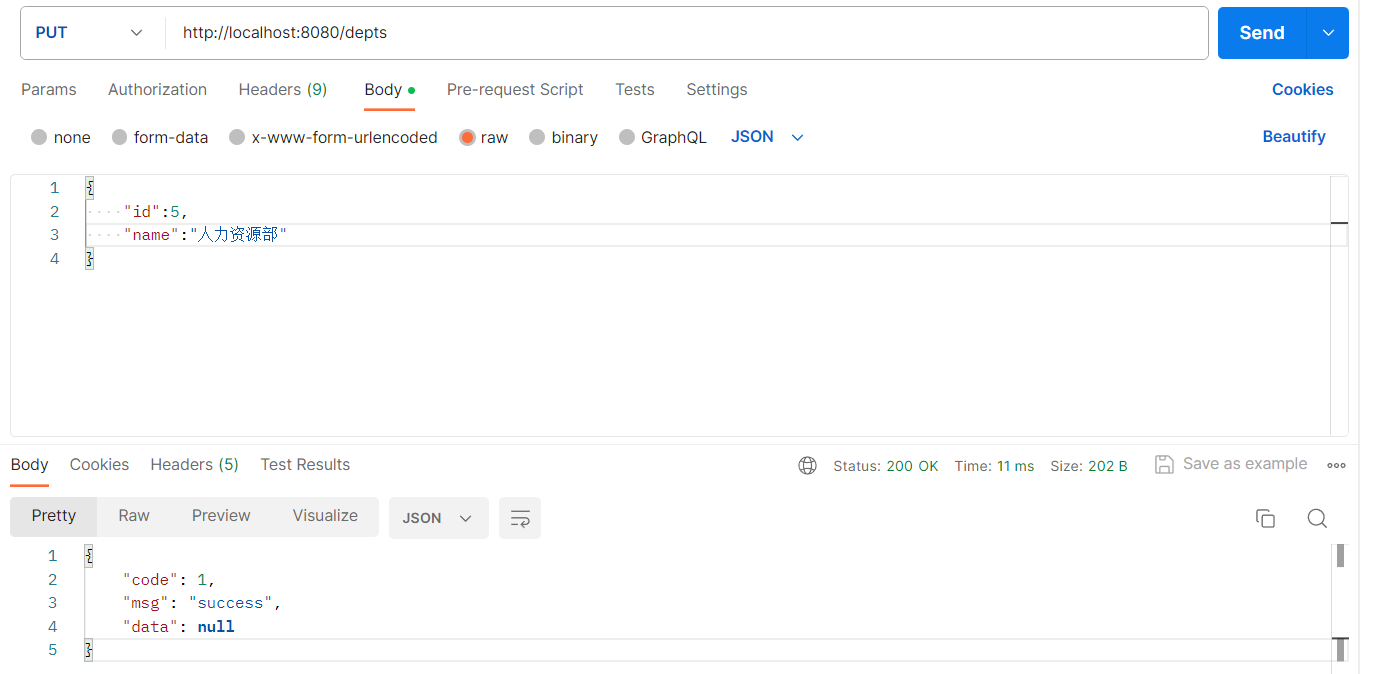 PUT http://localhost:8080/depts Send
Params Authorization Headers (9) Body Pre-request Script Tests Settings Cookies
none form-data x-www-form-urlencoded raw binary GraphQL JSON Beautify
1 {
2 "id":5,
3 "name":"人力资源部"
4 }
Body Cookies Headers (5) Test Results Status: 200 OK Time: 11 ms Size: 202 B Save as example
Pretty Raw Preview Visualize JSON
1 {
2 "code": 1,
3 "msg": "success",
4 "data": null
5 }